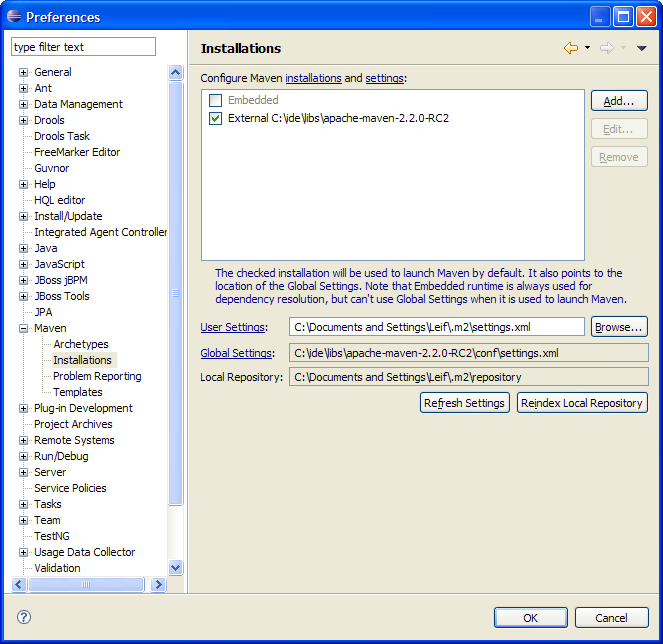 Preferences
type filter text
General
Ant
Data Management
Drools
Drools Task
FreeMarker Editor
Guvnor
Help
HQL editor
Install/Update
Integrated Agent Controller
Java
JavaScript
JBoss jBPM
JBoss Tools
JPA
Maven
Archetypes
Installations
Problem Reporting
Templates
Plug-in Development
Project Archives
Remote Systems
Run/Debug
Server
Service Policies
Tasks
Team
TestNG
Usage Data Collector
Validation
Installations
Configure Maven installations and settings:
Embedded
External C:\ide\libs\apache-maven-2.2.0-RC2
Add...
Edit...
Remove
The checked installation will be used to launch Maven by default. It also points to the
location of the Global Settings. Note that Embedded runtime is always used for
dependency resolution, but can't use Global Settings when it is used to launch Maven.
User Settings: C:\Documents and Settings\Leif\.m2\settings.xml Browse...
Global Settings: C:\ide\libs\apache-maven-2.2.0-RC2\conf\settings.xml
Local Repository: C:\Documents and Settings\Leif\.m2\repository
Refresh Settings Reindex Local Repository
OK Cancel